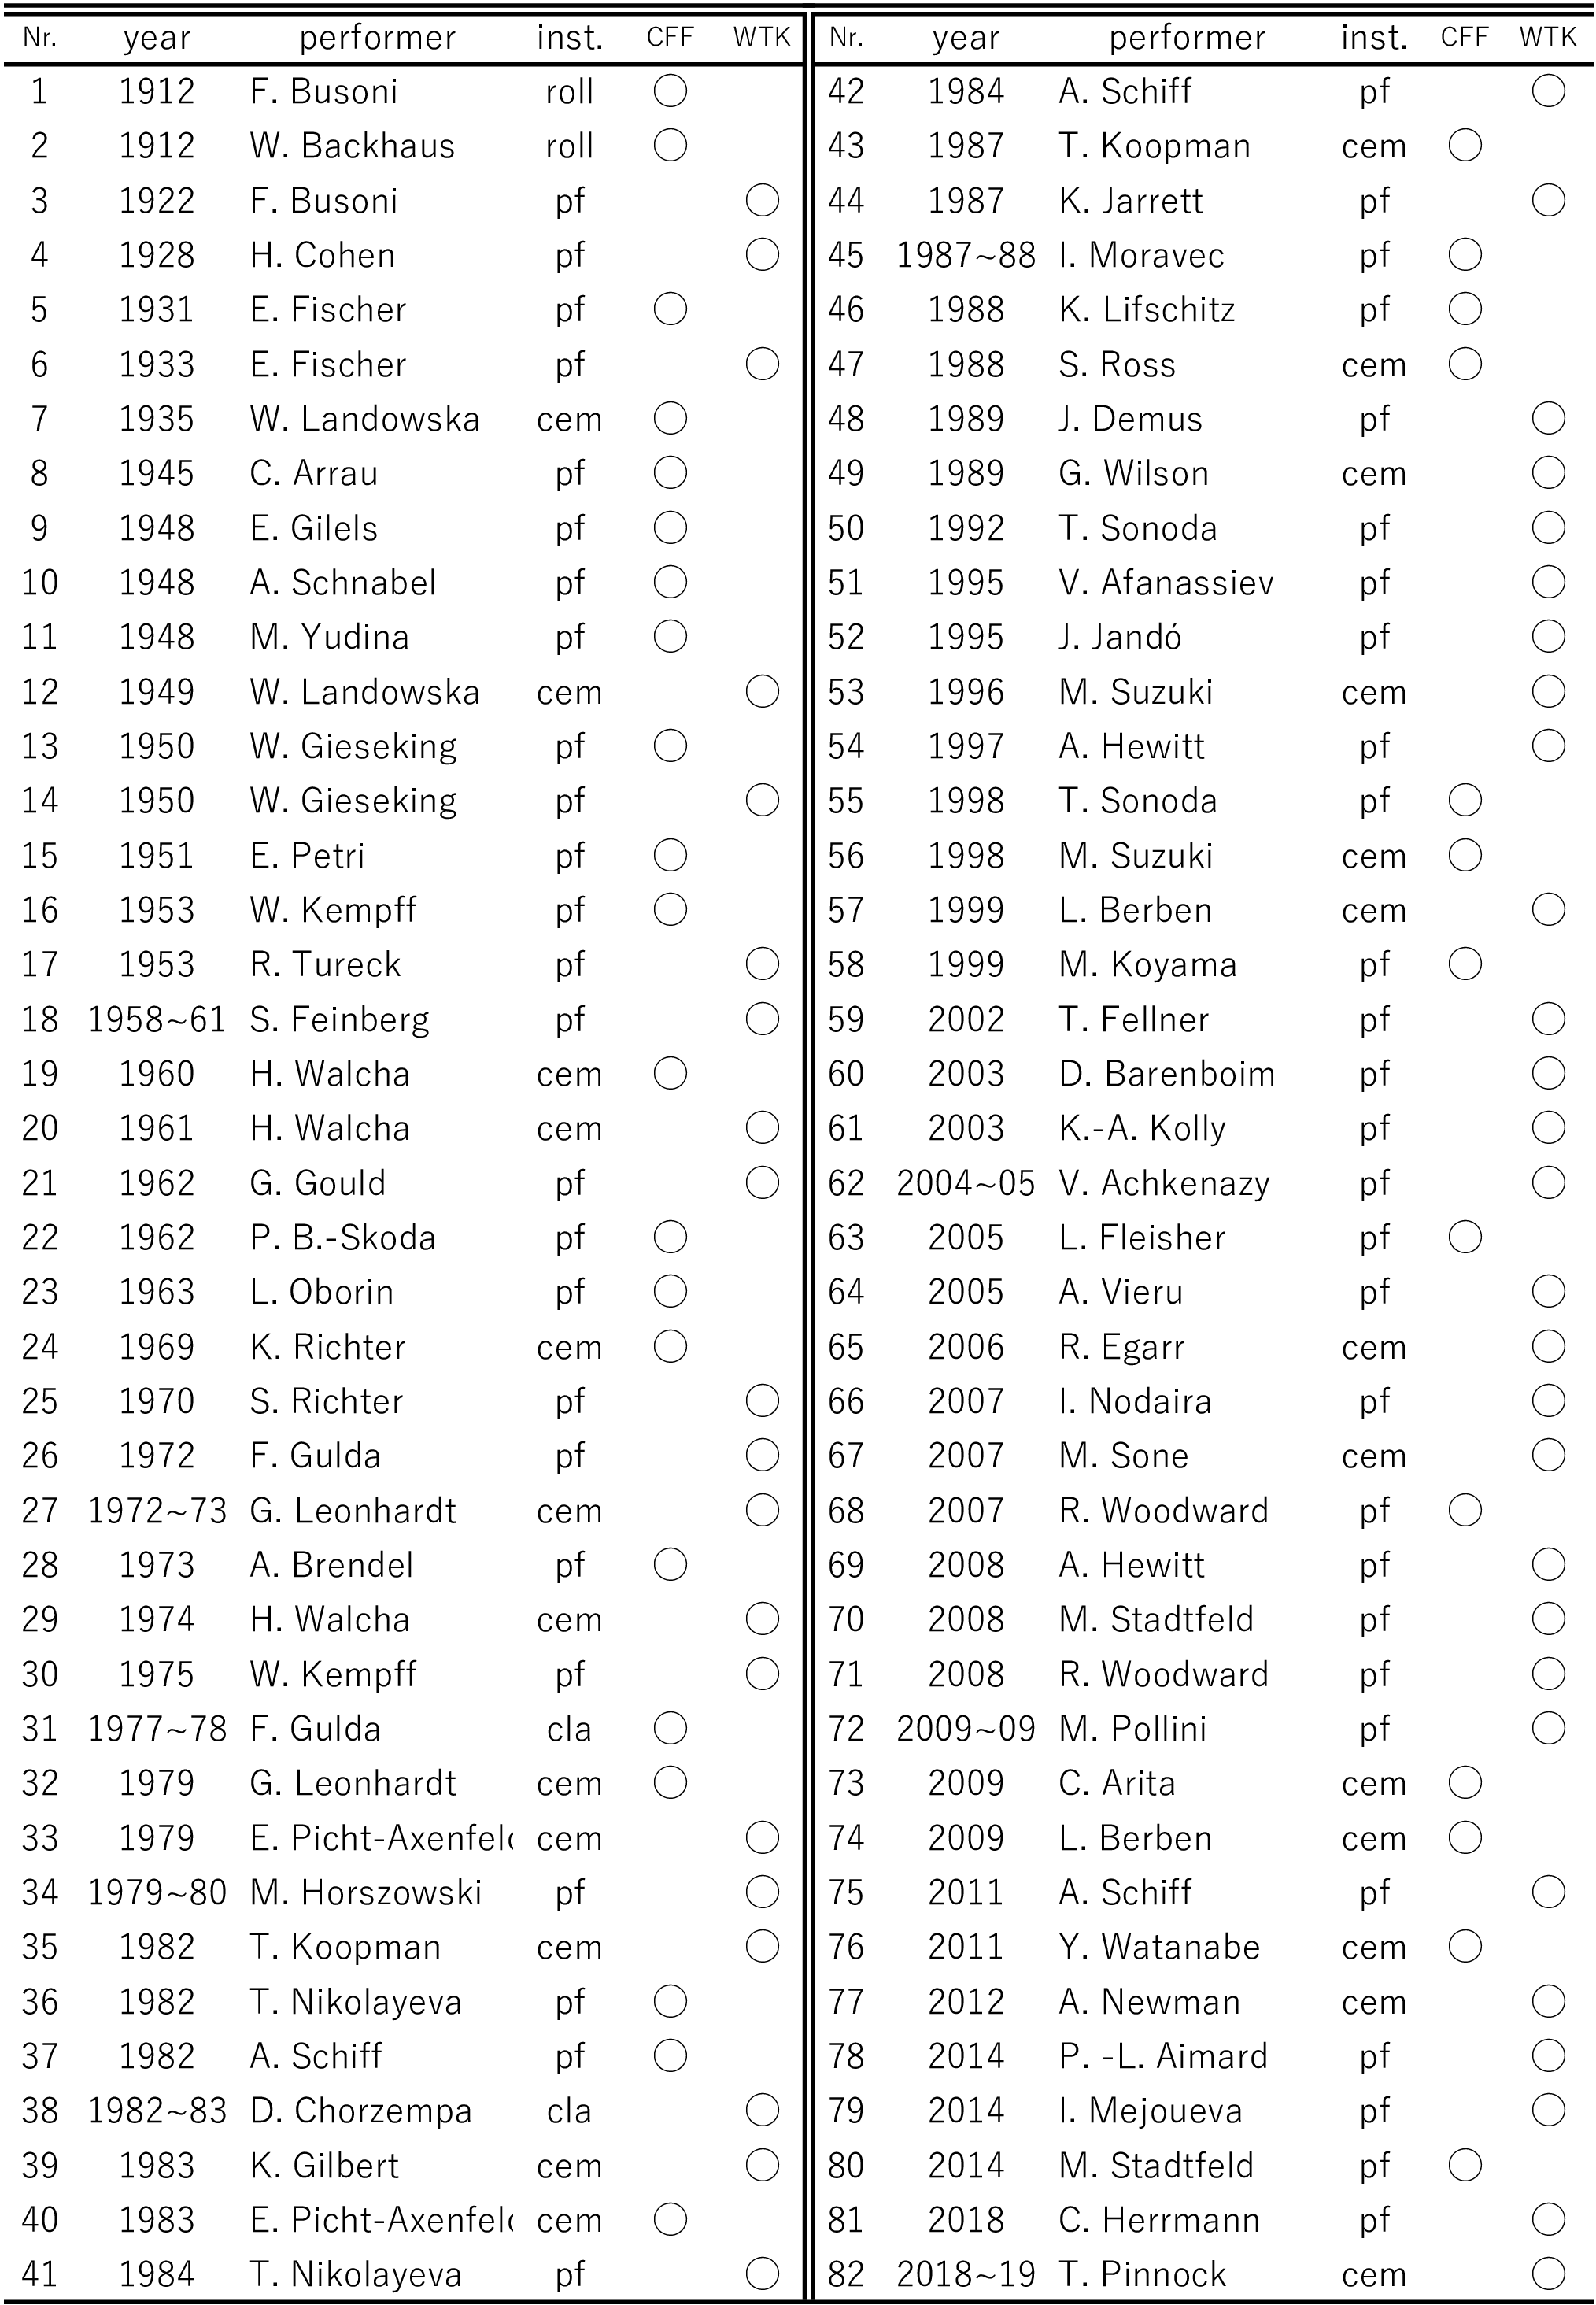 Nr. year performer inst. CFF WTK
1 1912 F. Busoni roll ○
2 1912 W. Backhaus roll ○
3 1922 F. Busoni pf ○
4 1928 H. Cohen pf ○
5 1931 E. Fischer pf ○
6 1933 E. Fischer pf ○
7 1935 W. Landowska cem ○
8 1945 C. Arrau pf ○
9 1948 E. Gilels pf ○
10 1948 A. Schnabel pf ○
11 1948 M. Yudina pf ○
12 1949 W. Landowska cem ○
13 1950 W. Gieseking pf ○
14 1950 W. Gieseking pf ○
15 1951 E. Petri pf ○
16 1953 W. Kempff pf ○
17 1953 R. Tureck pf ○
18 1958~61 S. Feinberg pf ○
19 1960 H. Walcha cem ○
20 1961 H. Walcha cem ○
21 1962 G. Gould pf ○
22 1962 P. B.-Skoda pf ○
23 1963 L. Oborin pf ○
24 1969 K. Richter cem ○
25 1970 S. Richter pf ○
26 1972 F. Gulda pf ○
27 1972~73 G. Leonhardt cem ○
28 1973 A. Brendel pf ○
29 1974 H. Walcha cem ○
30 1975 W. Kempff pf ○
31 1977~78 F. Gulda cla ○
32 1979 G. Leonhardt cem ○
33 1979 E. Picht-Axenfel cem ○
34 1979~80 M. Horszowski pf ○
35 1982 T. Koopman cem ○
36 1982 T. Nikolayeva pf ○
37 1982 A. Schiff pf ○
38 1982~83 D. Chorzempa cla ○
39 1983 K. Gilbert cem ○
40 1983 E. Picht-Axenfel cem ○
41 1984 T. Nikolayeva pf ○
Nr. year performer inst. CFF WTK
42 1984 A. Schiff pf ○
43 1987 T. Koopman cem ○
44 1987 K. Jarrett pf ○
45 1987~88 I. Moravec pf ○
46 1988 K. Lifschitz pf ○
47 1988 S. Ross cem ○
48 1989 J. Demus pf ○
49 1989 G. Wilson cem ○
50 1992 T. Sonoda pf ○
51 1995 V. Afanassiev pf ○
52 1995 J. Jandó pf ○
53 1996 M. Suzuki cem ○
54 1997 A. Hewitt pf ○
55 1998 T. Sonoda pf ○
56 1998 M. Suzuki cem ○
57 1999 L. Berben cem ○
58 1999 M. Koyama pf ○
59 2002 T. Fellner pf ○
60 2003 D. Barenboim pf ○
61 2003 K.-A. Kolly pf ○
62 2004~05 V. Achkenazy pf ○
63 2005 L. Fleisher pf ○
64 2005 A. Vieru pf ○
65 2006 R. Egarr cem ○
66 2007 I. Nodaira pf ○
67 2007 M. Sone cem ○
68 2007 R. Woodward pf ○
69 2008 A. Hewitt pf ○
70 2008 M. Stadtfeld pf ○
71 2008 R. Woodward pf ○
72 2009~09 M. Pollini pf ○
73 2009 C. Arita cem ○
74 2009 L. Berben cem ○
75 2011 A. Schiff pf ○
76 2011 Y. Watanabe cem ○
77 2012 A. Newman cem ○
78 2014 P. -L. Aimard pf ○
79 2014 I. Mejoueva pf ○
80 2014 M. Stadtfeld pf ○
81 2018 C. Herrmann pf ○
82 2018~19 T. Pinnock cem ○